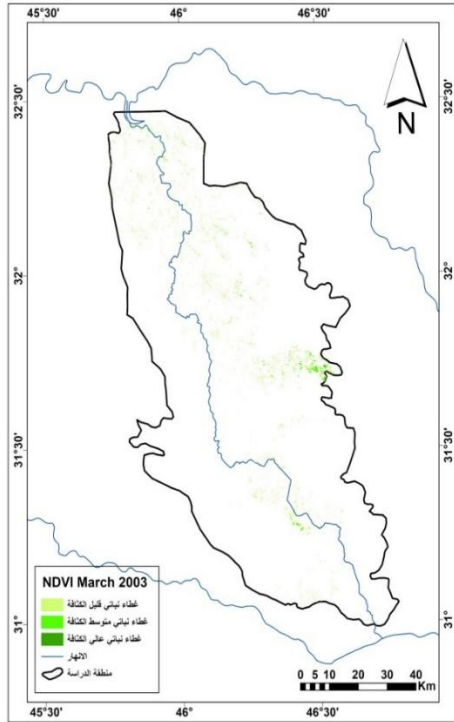 45°30' 46° 46°30'
32°30' 32°30'
N
32° 32°
31°30' 31°30'
31° 31°
NDVI March 2003
غطاء نباتي قليل الكثافة
غطاء نباتي متوسط الكثافة
غطاء نباتي عالي الكثافة
الانهار
منطقة الدراسة
0 5 10 20 30 40
Km
45°30' 46° 46°30'